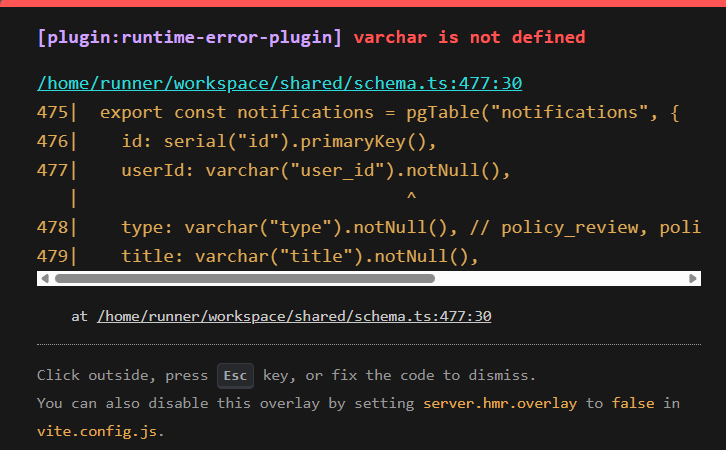 [plugin:runtime-error-plugin] varchar is not defined
/home/runner/workspace/shared/schema.ts:477:30
475|  export const notifications = pgTable("notifications", {
476|    id: serial("id").primaryKey(),
477|    userId: varchar("user_id").notNull(),
   |                              ^
478|    type: varchar("type").notNull(), // policy_review, poli
479|    title: varchar("title").notNull(),
at /home/runner/workspace/shared/schema.ts:477:30
Click outside, press Esc key, or fix the code to dismiss.
You can also disable this overlay by setting server.hmr.overlay to false in
vite.config.js.